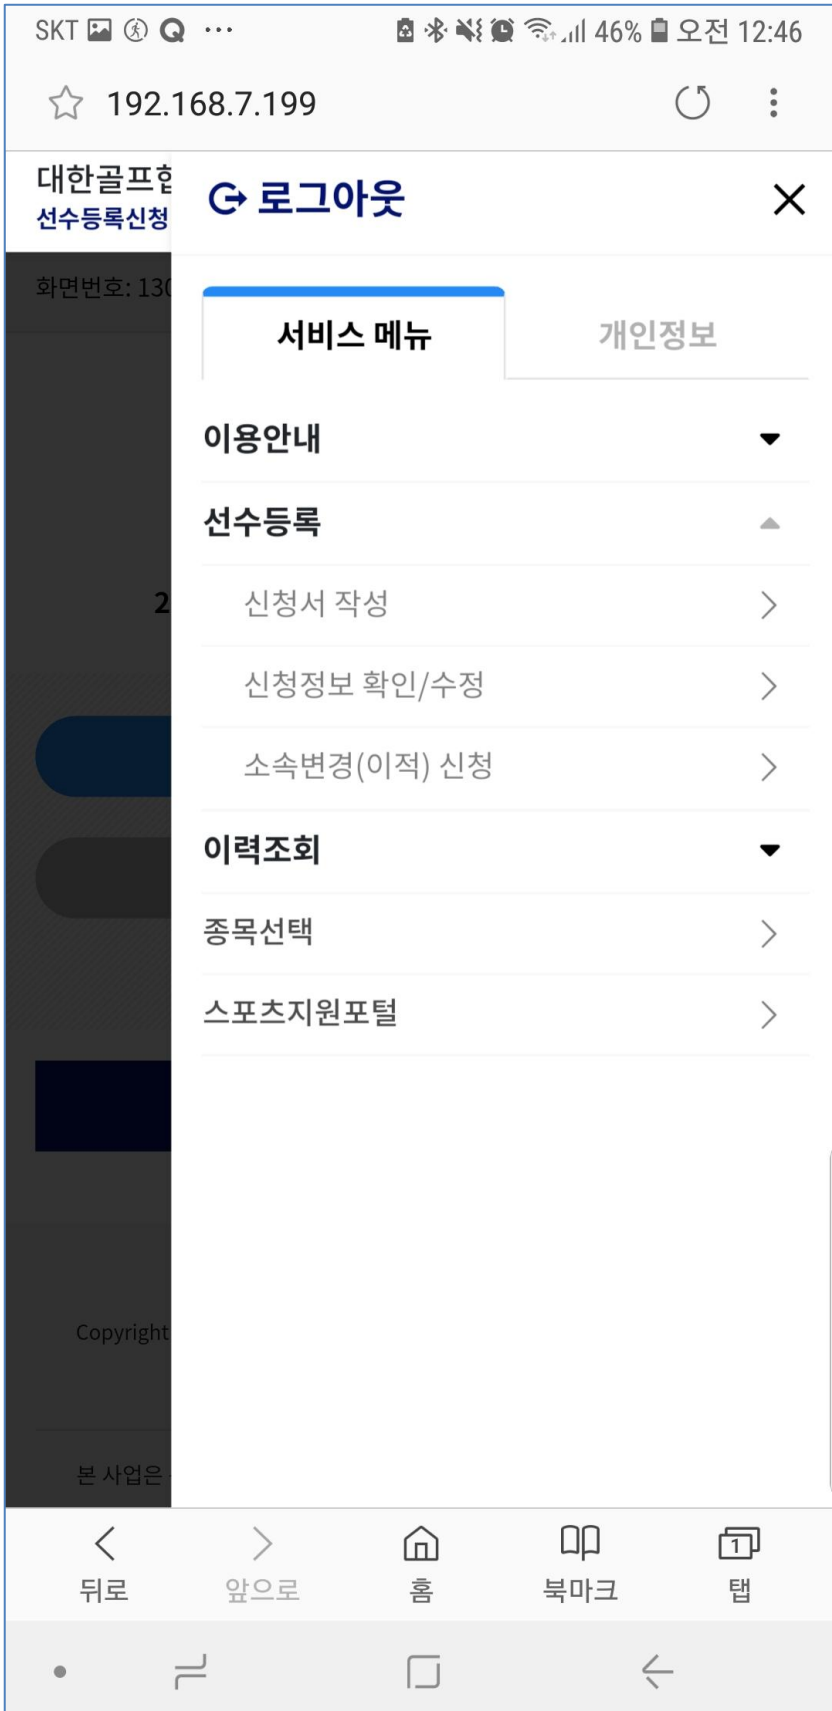 SKT 46% 오전 12:46
192.168.7.199
대한골프협
선수등록신청
로그아웃
화면번호: 130
서비스 메뉴
개인정보
이용안내
선수등록
2
신청서 작성
신청정보 확인/수정
소속변경(이적) 신청
이력조회
종목선택
스포츠지원포털
Copyright
본 사업은
뒤로
앞으로
홈
북마크
1
탭